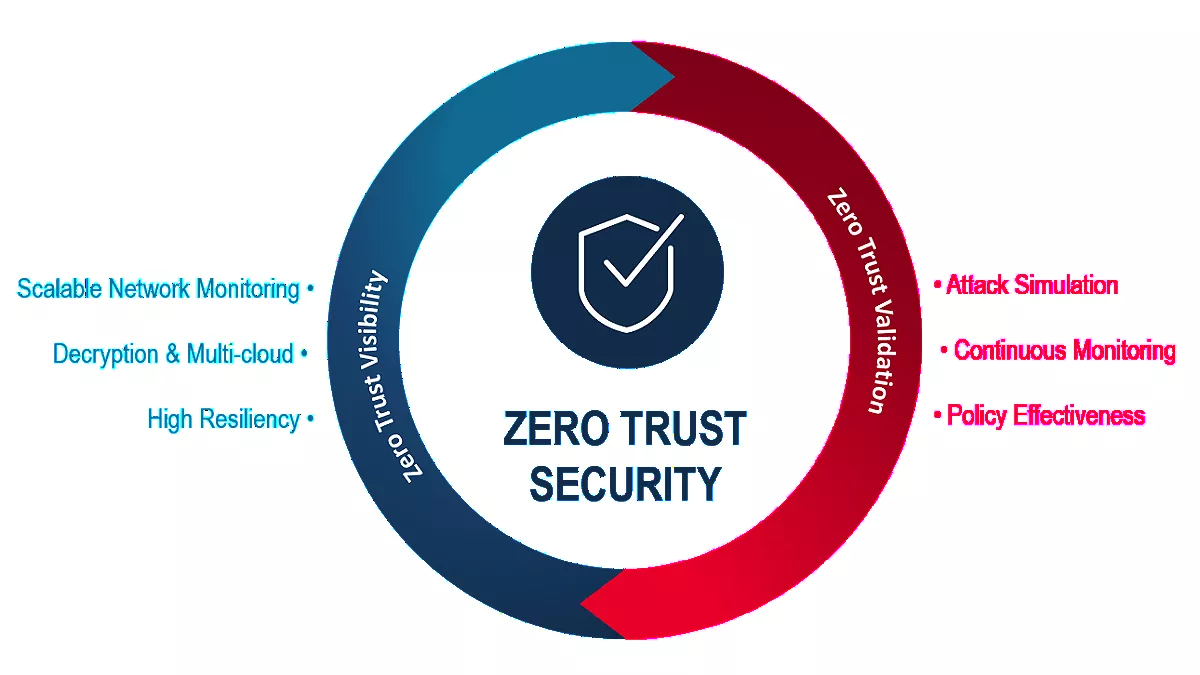 Zero Trust Visibility
Scalable Network Monitoring •
Decryption & Multi-cloud •
High Resiliency •
ZERO TRUST
SECURITY
Zero Trust Validation
• Attack Simulation
• Continuous Monitoring
• Policy Effectiveness